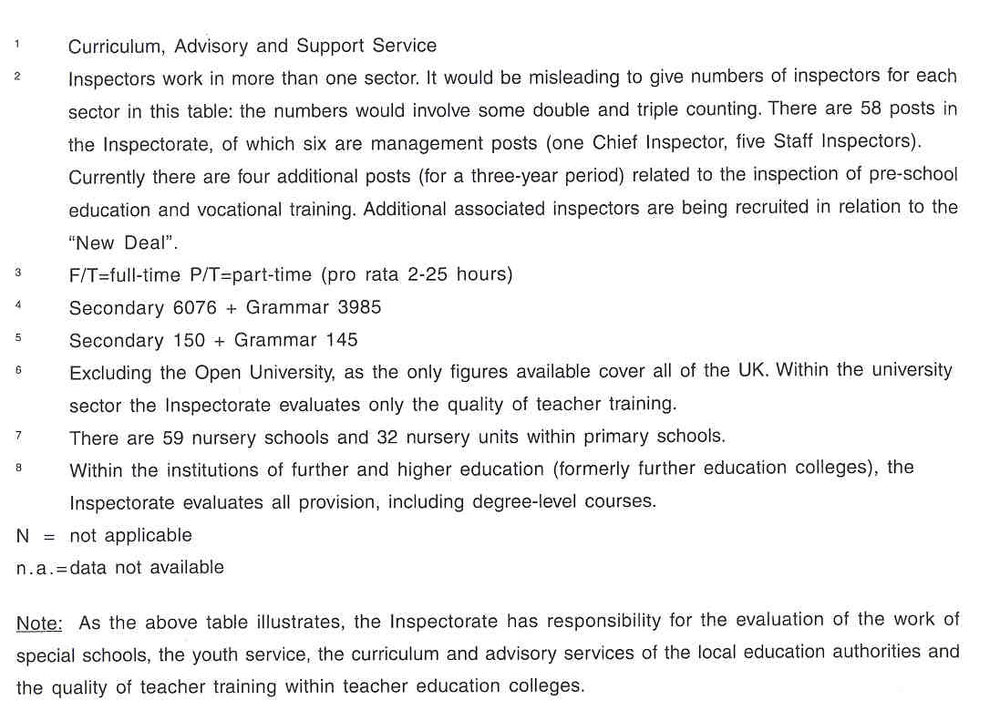 1 Curriculum, Advisory and Support Service
2 Inspectors work in more than one sector. It would be misleading to give numbers of inspectors for each
sector in this table: the numbers would involve some double and triple counting. There are 58 posts in
the Inspectorate, of which six are management posts (one Chief Inspector, five Staff Inspectors).
Currently there are four additional posts (for a three-year period) related to the inspection of pre-school
education and vocational training. Additional associated inspectors are being recruited in relation to the
“New Deal”.
3 F/T=full-time P/T=part-time (pro rata 2-25 hours)
4 Secondary 6076 + Grammar 3985
5 Secondary 150 + Grammar 145
6 Excluding the Open University, as the only figures available cover all of the UK. Within the university
sector the Inspectorate evaluates only the quality of teacher training.
7 There are 59 nursery schools and 32 nursery units within primary schools.
8 Within the institutions of further and higher education (formerly further education colleges), the
Inspectorate evaluates all provision, including degree-level courses.
N = not applicable
n.a.=data not available
Note: As the above table illustrates, the Inspectorate has responsibility for the evaluation of the work of
special schools, the youth service, the curriculum and advisory services of the local education authorities and
the quality of teacher training within teacher education colleges.